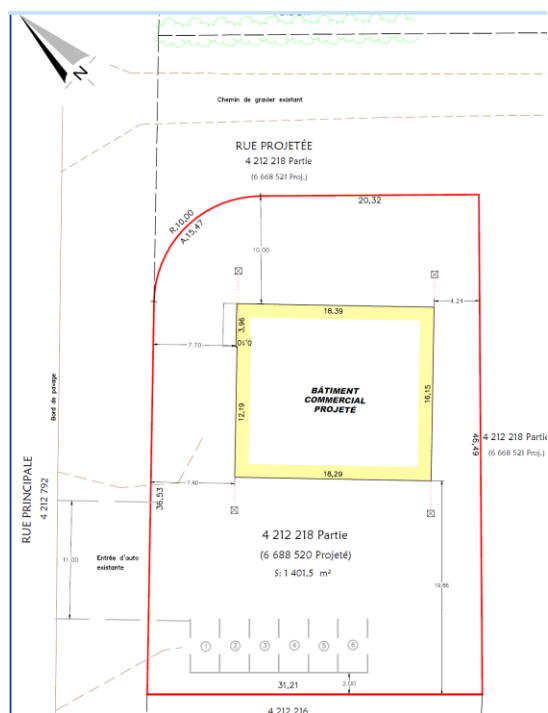 N
Chemin de gravier existant
RUE PROJETÉE
4 212 218 Partie
(6 668 521 Proj.)
20,32
R.10,00
A.15,47
10.00
18,39
4.24
3,96
0,10
7.70
BÂTIMENT
COMMERCIAL
PROJETÉ
16,15
12,19
Bord de pavage
46,49
4 212 218 Partie
(6 668 521 Proj.)
18,29
7.80
36,53
RUE PRINCIPALE
4 212 792
11.00
Entrée d'auto
existante
4 212 218 Partie
(6 688 520 Projeté)
S: 1 401,5 m²
19.86
1 2 3 4 5 6
31,21
2.00
4 212 216